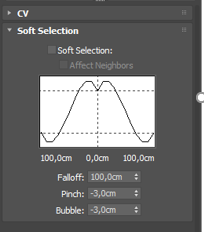 CV
Soft Selection
Soft Selection:
Affect Neighbors
100,0cm 0,0cm 100,0cm
Falloff: 100,0cm
Pinch: -3,0cm
Bubble: -3,0cm